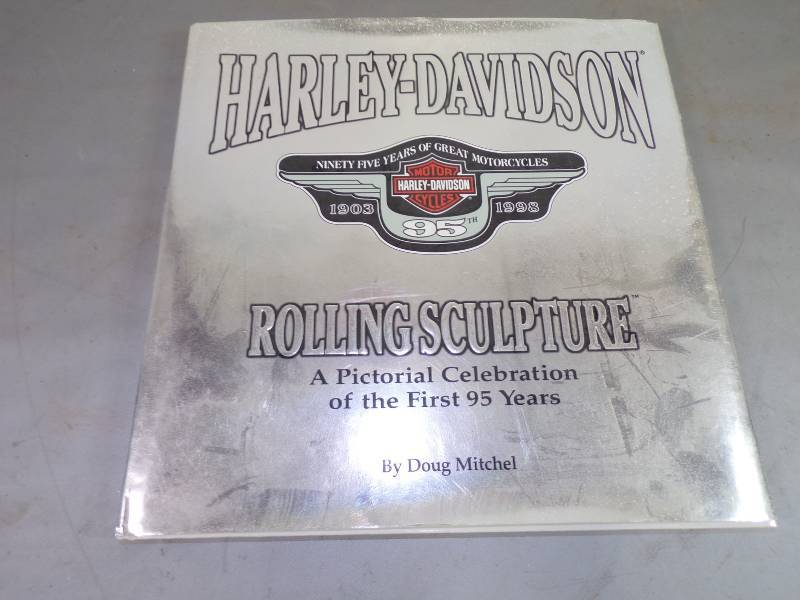 HARLEY-DAVIDSON®
NINETY FIVE YEARS OF GREAT MOTORCYCLES
MOTOR
HARLEY-DAVIDSON
CYCLES
1903 1998
95TH
ROLLING SCULPTURE™
A Pictorial Celebration
of the First 95 Years
By Doug Mitchel